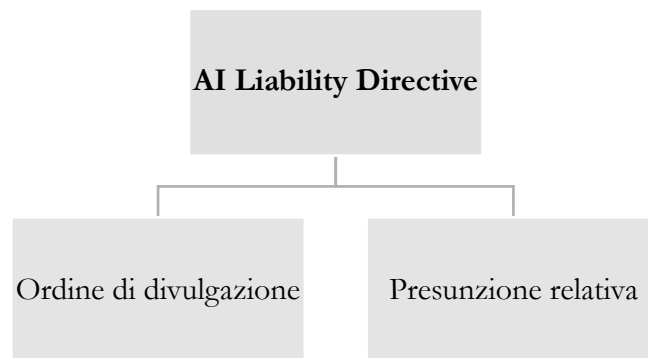 AI Liability Directive
Ordine di divulgazione
Presunzione relativa